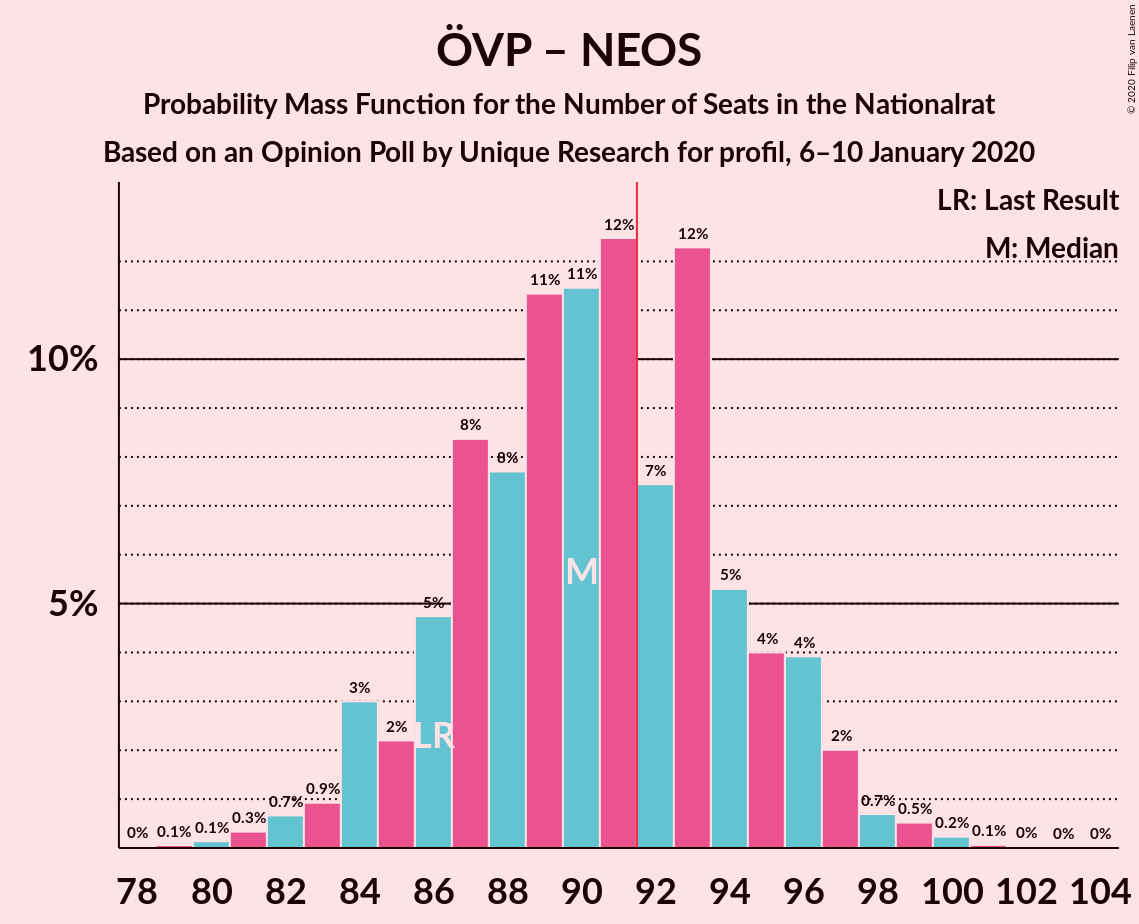 ÖVP – NEOS
Probability Mass Function for the Number of Seats in the Nationalrat
Based on an Opinion Poll by Unique Research for profil, 6–10 January 2020
© 2020 Filip van Laenen
LR: Last Result
M: Median
10%
5%
0% 0.1% 0.1% 0.3% 0.7% 0.9% 3% 2% 5% 8% 8% 11% 11% 12% 7% 12% 5% 4% 4% 2% 0.7% 0.5% 0.2% 0.1% 0% 0% 0%
M
LR
78 80 82 84 86 88 90 92 94 96 98 100 102 104